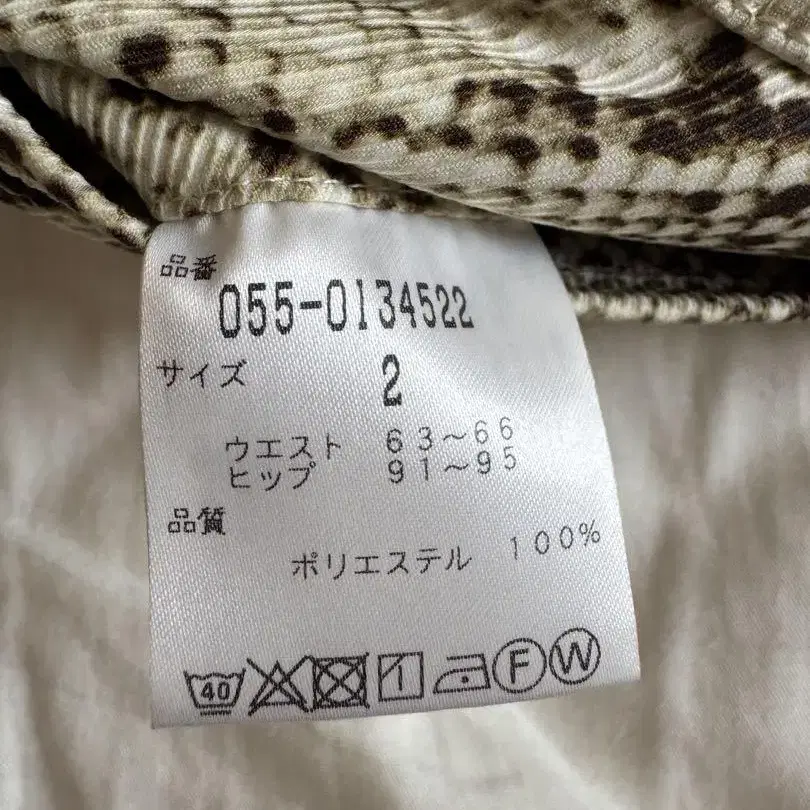 品番
055-0134522
サイズ 2
ウエスト 63～66
ヒップ 91～95
品質
ポリエステル 100%
40 F W